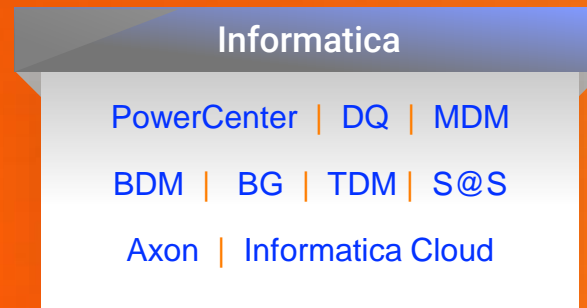 Informatica
PowerCenter | DQ | MDM
BDM | BG | TDM | S@S
Axon | Informatica Cloud